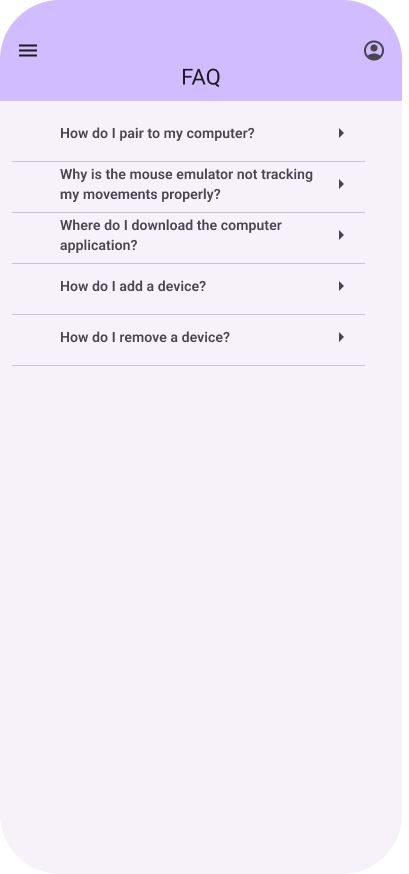 FAQ
How do I pair to my computer?
Why is the mouse emulator not tracking
my movements properly?
Where do I download the computer
application?
How do I add a device?
How do I remove a device?